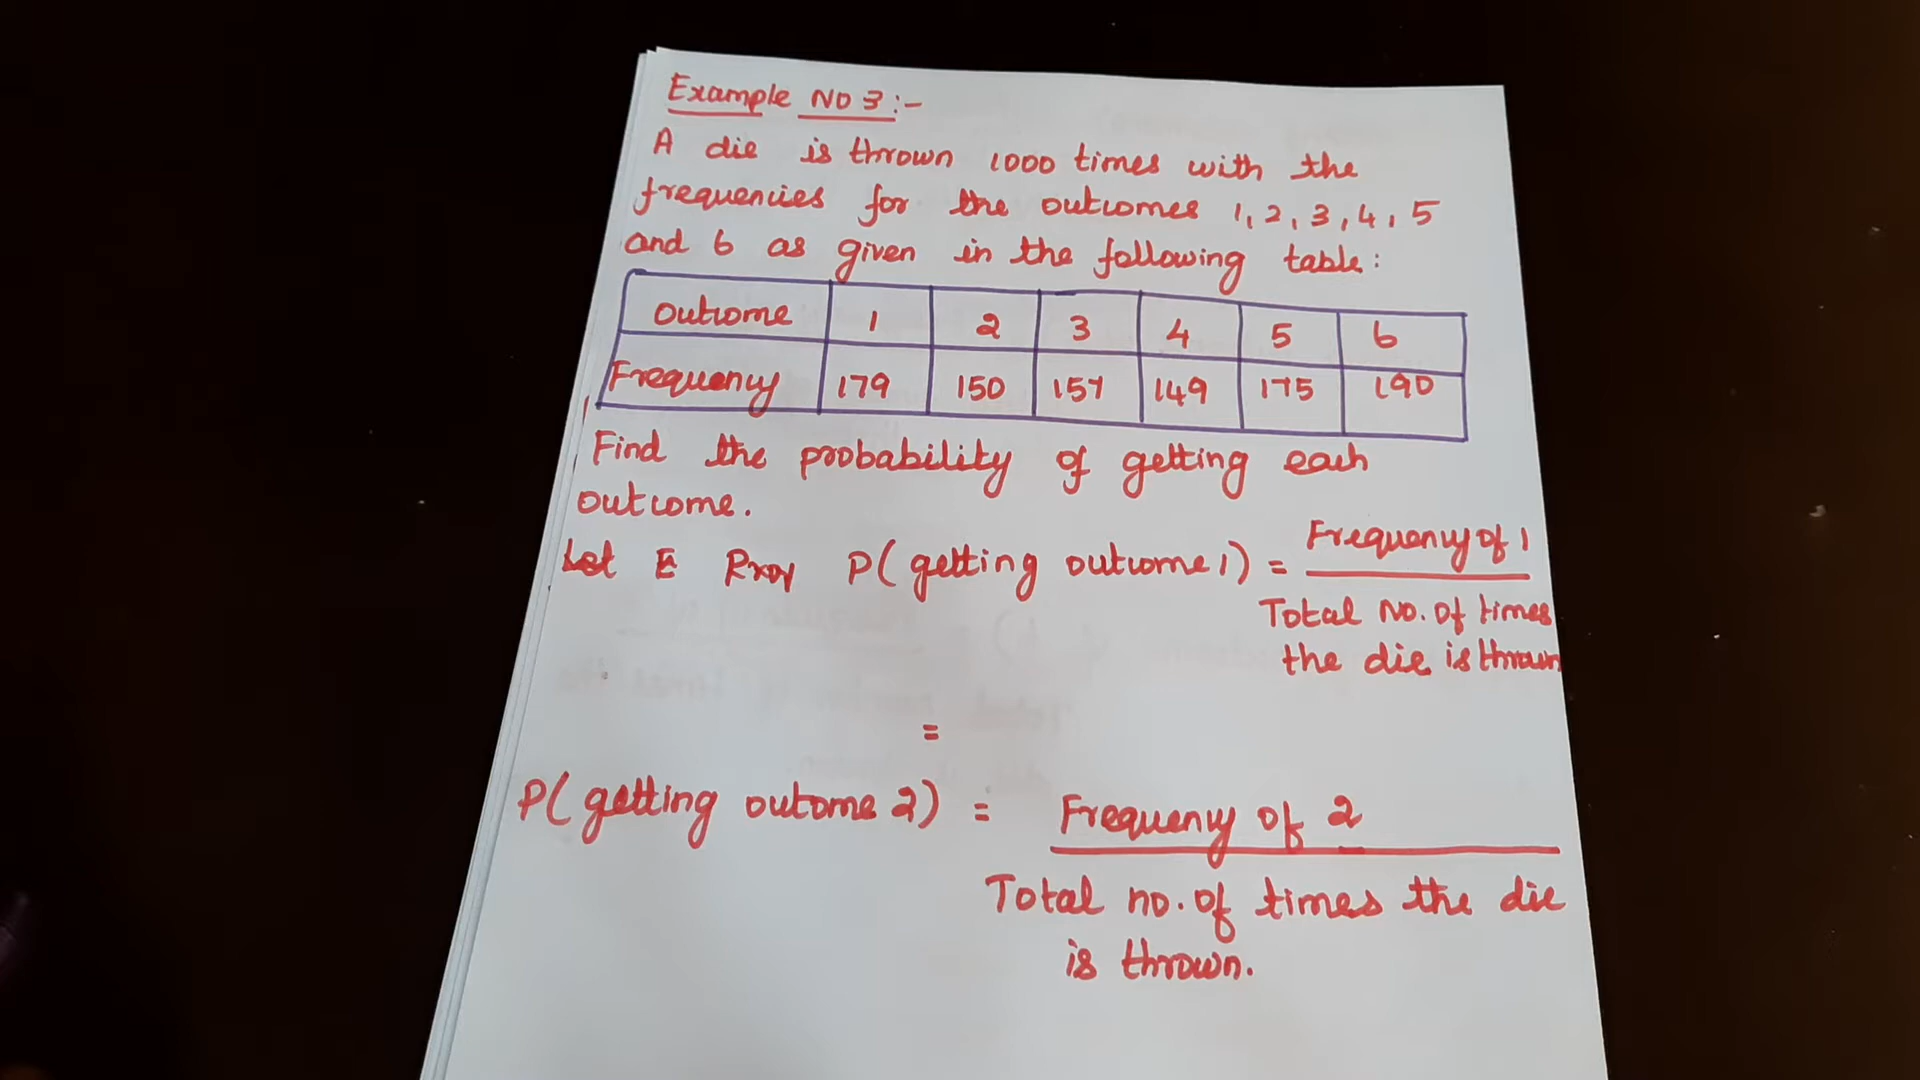 Example NO 3:-
A die is thrown 1000 times with the
frequencies for the outcomes 1, 2, 3, 4, 5
and 6 as given in the following table:
Outcome 1 2 3 4 5 6
Frequency 179 150 157 149 175 190
Find the probability of getting each
outcome.
Let E P(getting outcome 1) = Frequency of 1
Total No. of times
the die is thrown
=
P(getting outome 2) = Frequency of 2
Total no. of times the die
is thrown.